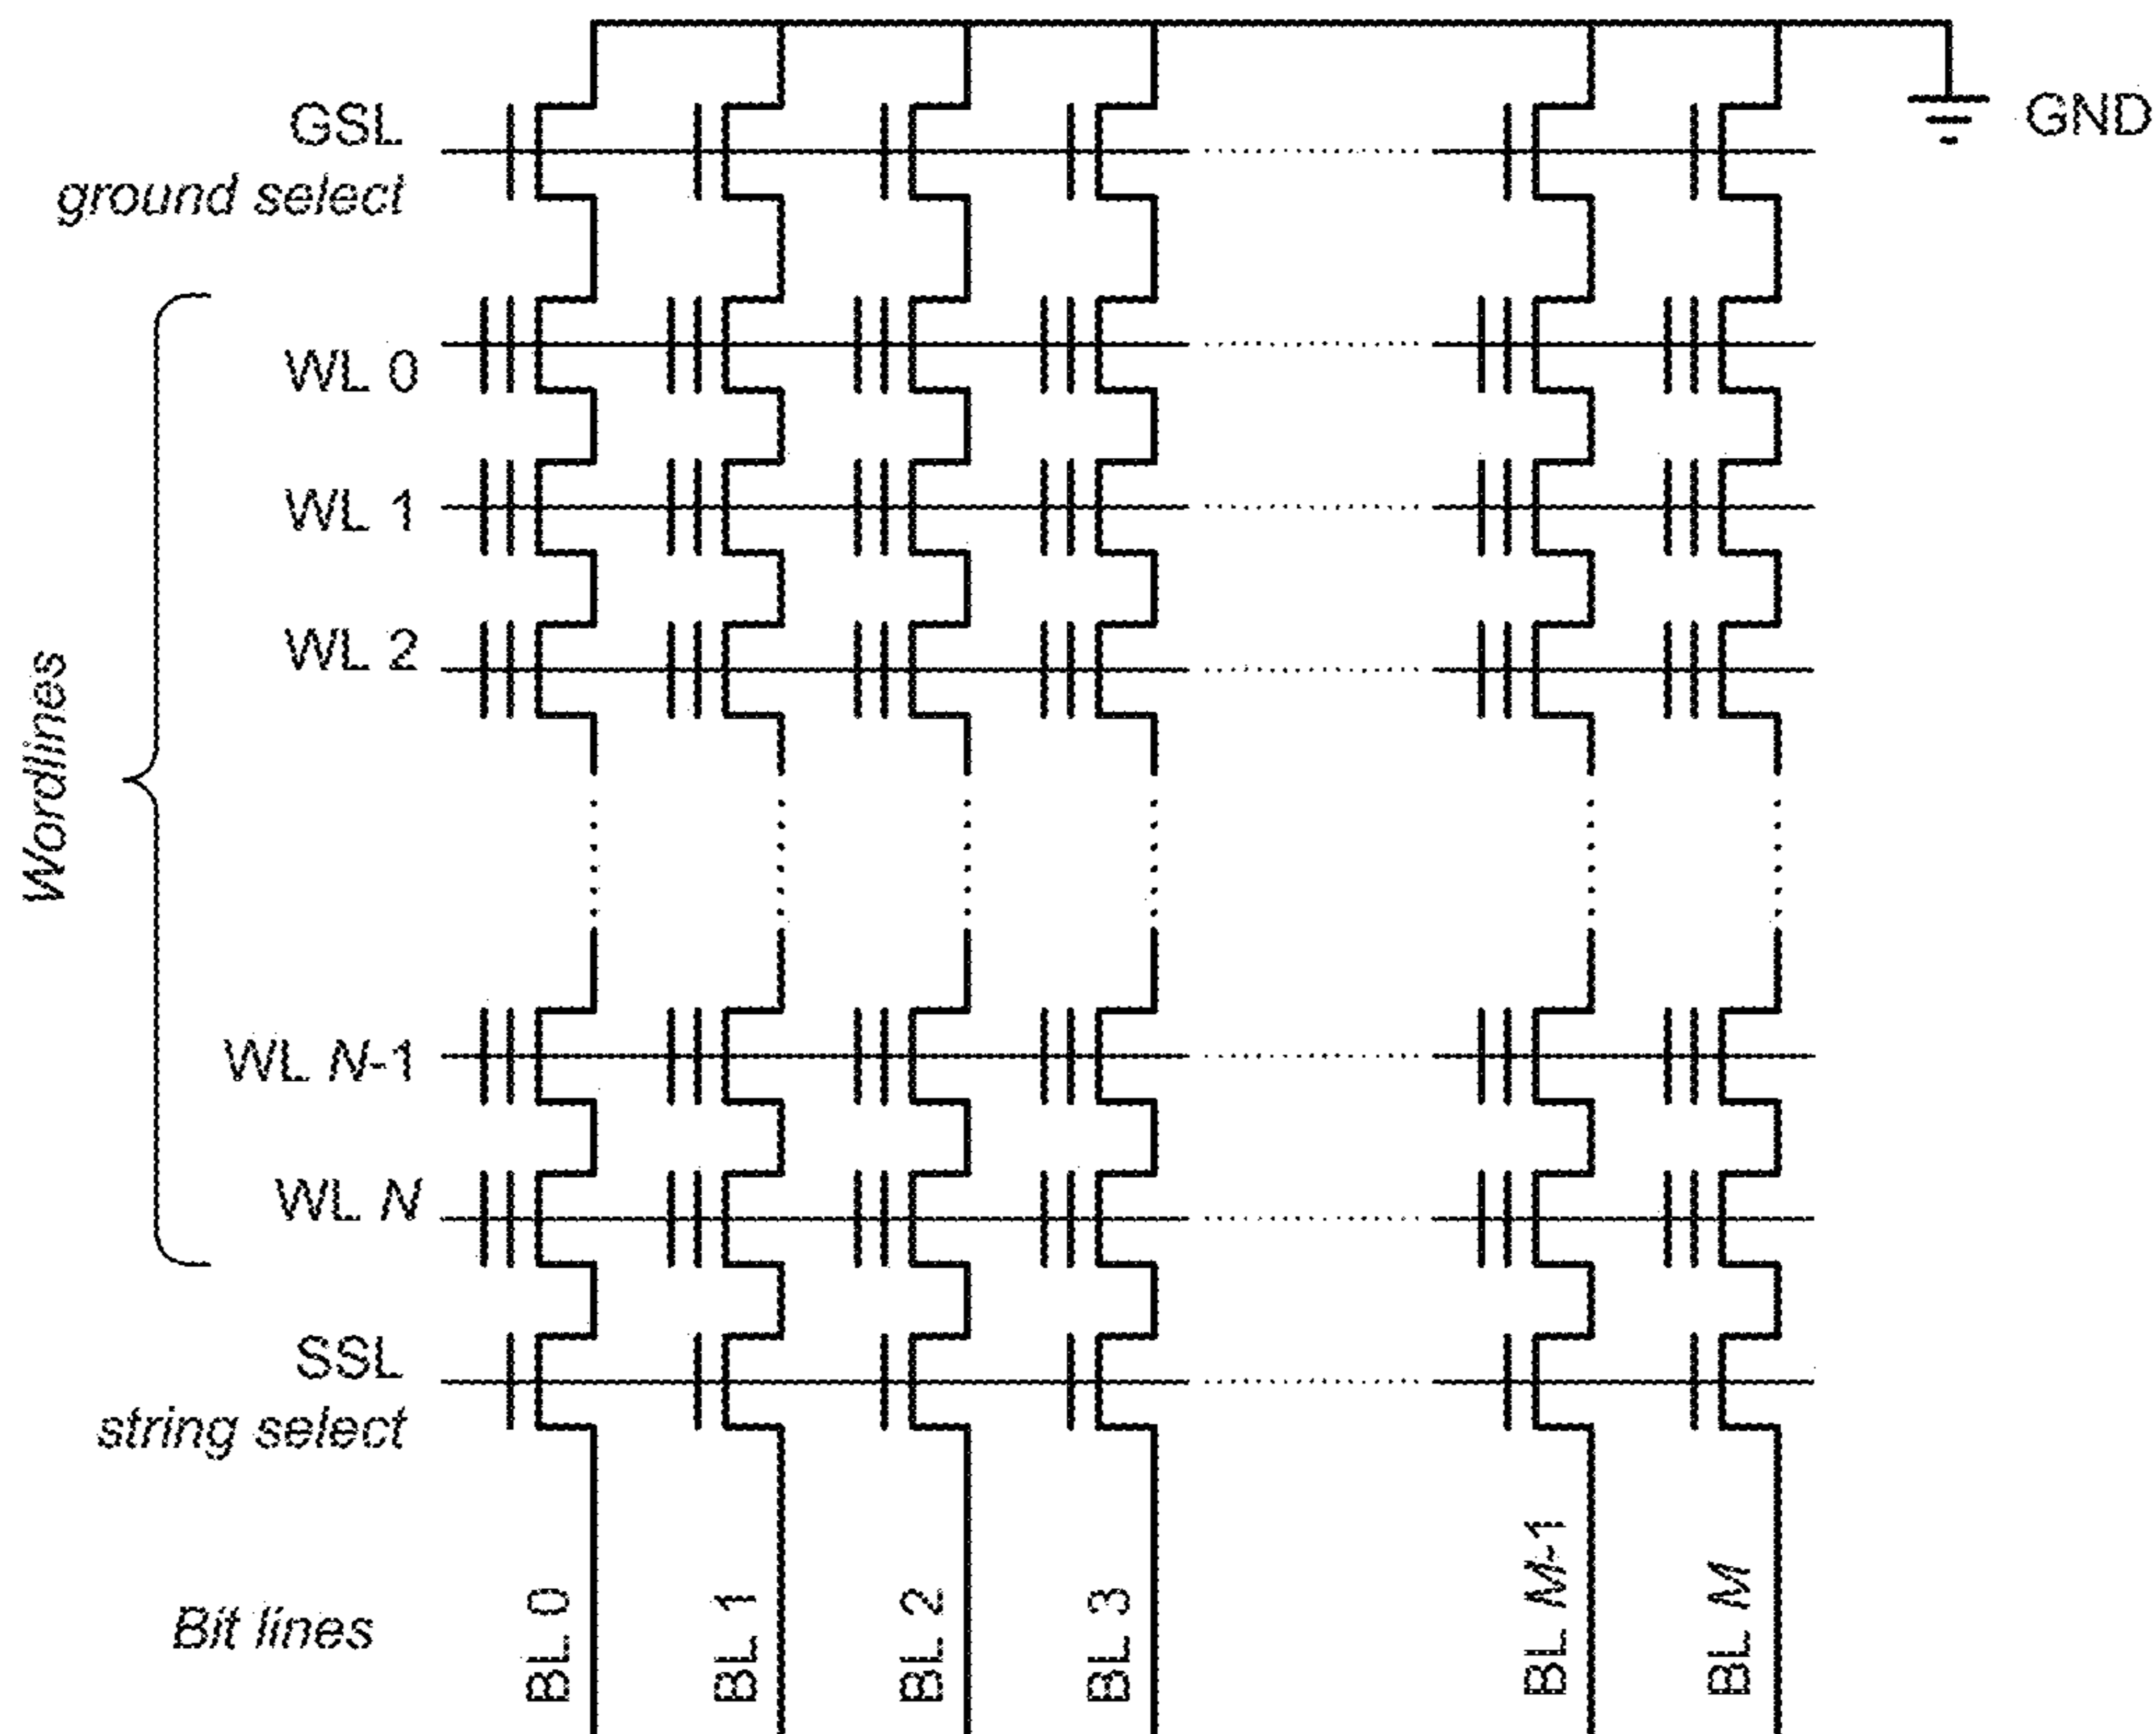 GSL
ground select
GND
WL 0
WL 1
WL 2
Wordlines
WL N-1
WL N
SSL
string select
Bit lines
BL 0
BL 1
BL 2
BL 3
BL M-1
BL M